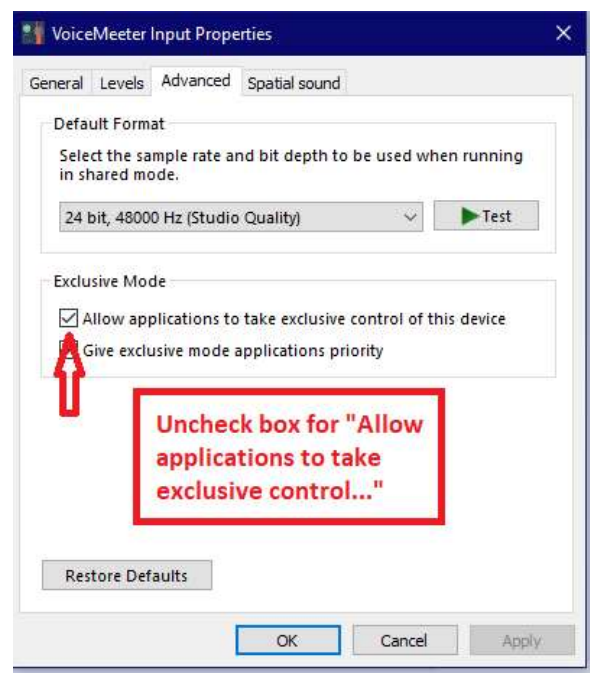 VoiceMeeter Input Properties
General Levels Advanced Spatial sound
Default Format
Select the sample rate and bit depth to be used when running
in shared mode.
24 bit, 48000 Hz (Studio Quality) Test
Exclusive Mode
Allow applications to take exclusive control of this device
Give exclusive mode applications priority
Uncheck box for "Allow
applications to take
exclusive control..."
Restore Defaults
OK Cancel Apply